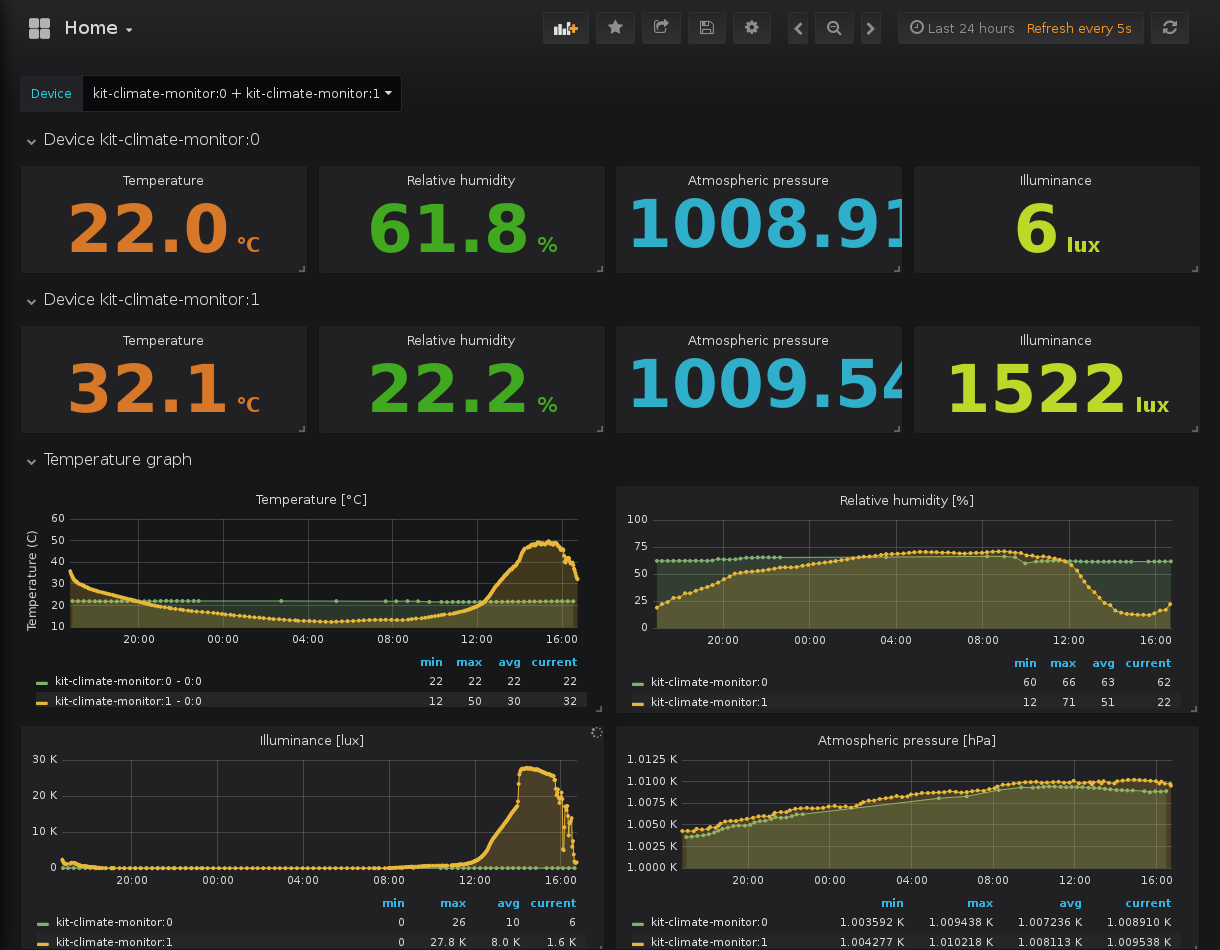 Home
Last 24 hours Refresh every 5s
Device kit-climate-monitor:0 + kit-climate-monitor:1
Device kit-climate-monitor:0
Temperature
22.0 °C
Relative humidity
61.8 %
Atmospheric pressure
1008.91
Illuminance
6 lux
Device kit-climate-monitor:1
Temperature
32.1 °C
Relative humidity
22.2 %
Atmospheric pressure
1009.54
Illuminance
1522 lux
Temperature graph
Temperature [°C]
Temperature (C)
60
50
40
30
20
10
20:00 00:00 04:00 08:00 12:00 16:00
min max avg current
kit-climate-monitor:0 - 0:0 22 22 22 22
kit-climate-monitor:1 - 0:0 12 50 30 32
Relative humidity [%]
100
75
50
25
0
20:00 00:00 04:00 08:00 12:00 16:00
min max avg current
kit-climate-monitor:0 60 66 63 62
kit-climate-monitor:1 12 71 51 22
Illuminance [lux]
30 K
20 K
10 K
0
20:00 00:00 04:00 08:00 12:00 16:00
min max avg current
kit-climate-monitor:0 0 26 10 6
kit-climate-monitor:1 0 27.8 K 8.0 K 1.6 K
Atmospheric pressure [hPa]
1.0125 K
1.0100 K
1.0075 K
1.0050 K
1.0025 K
1.0000 K
20:00 00:00 04:00 08:00 12:00 16:00
min max avg current
kit-climate-monitor:0 1.003592 K 1.009438 K 1.007236 K 1.008910 K
kit-climate-monitor:1 1.004277 K 1.010218 K 1.008113 K 1.009538 K